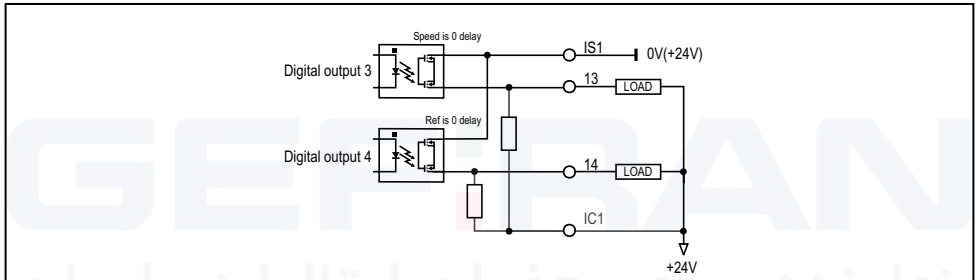 Speed is 0 delay
IS1
0V(+24V)
Digital output 3
13
LOAD
Ref is 0 delay
Digital output 4
14
LOAD
IC1
+24V
GEFRAN